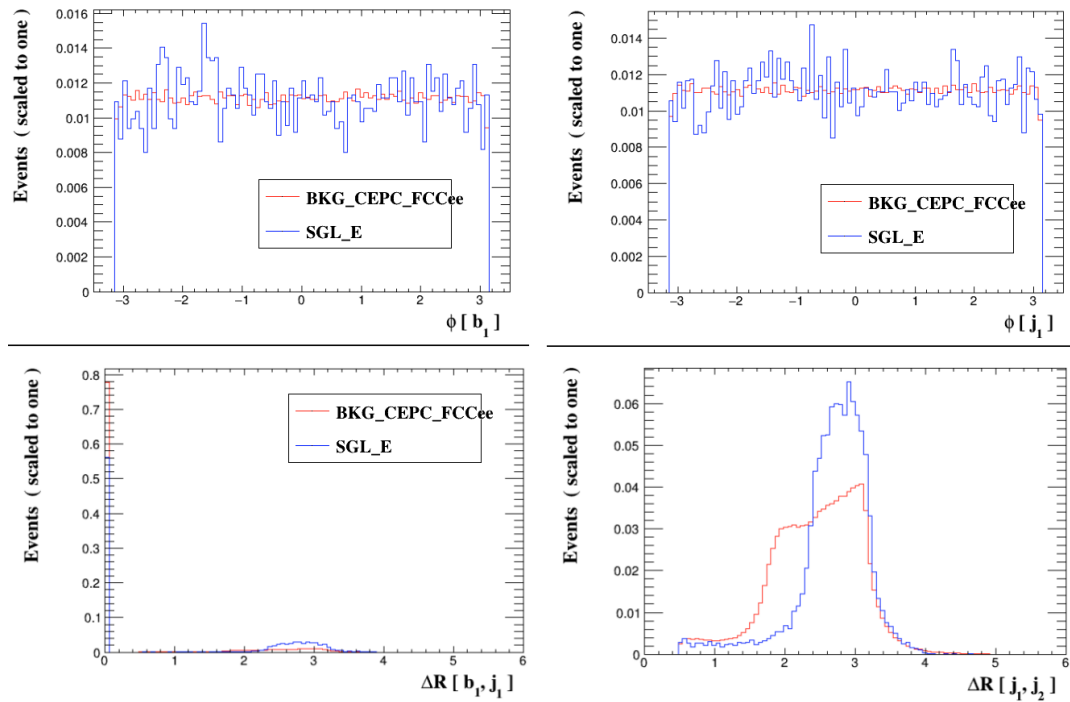 Events ( scaled to one )
0.016
0.014
0.012
0.01
0.008
0.006
0.004
0.002
0
BKG_CEPC_FCCee
SGL_E
−3 −2 −1 0 1 2 3
ϕ [ b1 ]
Events ( scaled to one )
0.014
0.012
0.01
0.008
0.006
0.004
0.002
0
BKG_CEPC_FCCee
SGL_E
−3 −2 −1 0 1 2 3
ϕ [ j1 ]
Events ( scaled to one )
0.8
0.7
0.6
0.5
0.4
0.3
0.2
0.1
0
BKG_CEPC_FCCee
SGL_E
0 1 2 3 4 5 6
ΔR [ b1, j1 ]
Events ( scaled to one )
0.06
0.05
0.04
0.03
0.02
0.01
0
0 1 2 3 4 5 6
ΔR [ j1, j2 ]